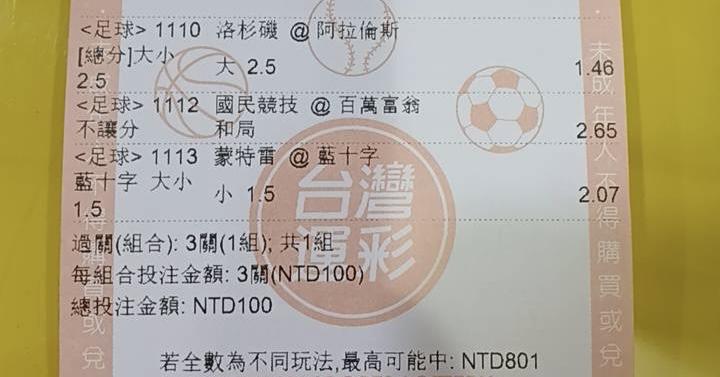 <足球> 1110 洛杉磯 @ 阿拉倫斯
[總分]大小 大 2.5 1.46
2.5
<足球> 1112 國民競技 @ 百萬富翁
不讓分 和局 2.65
<足球> 1113 蒙特雷 @ 藍十字
藍十字 大小 小 1.5 2.07
1.5
過關(組合): 3關(1組); 共1組
每組合投注金額: 3關(NTD100)
總投注金額: NTD100
若全數為不同玩法,最高可能中: NTD801
台灣
運彩
未成年人不得購買或兌